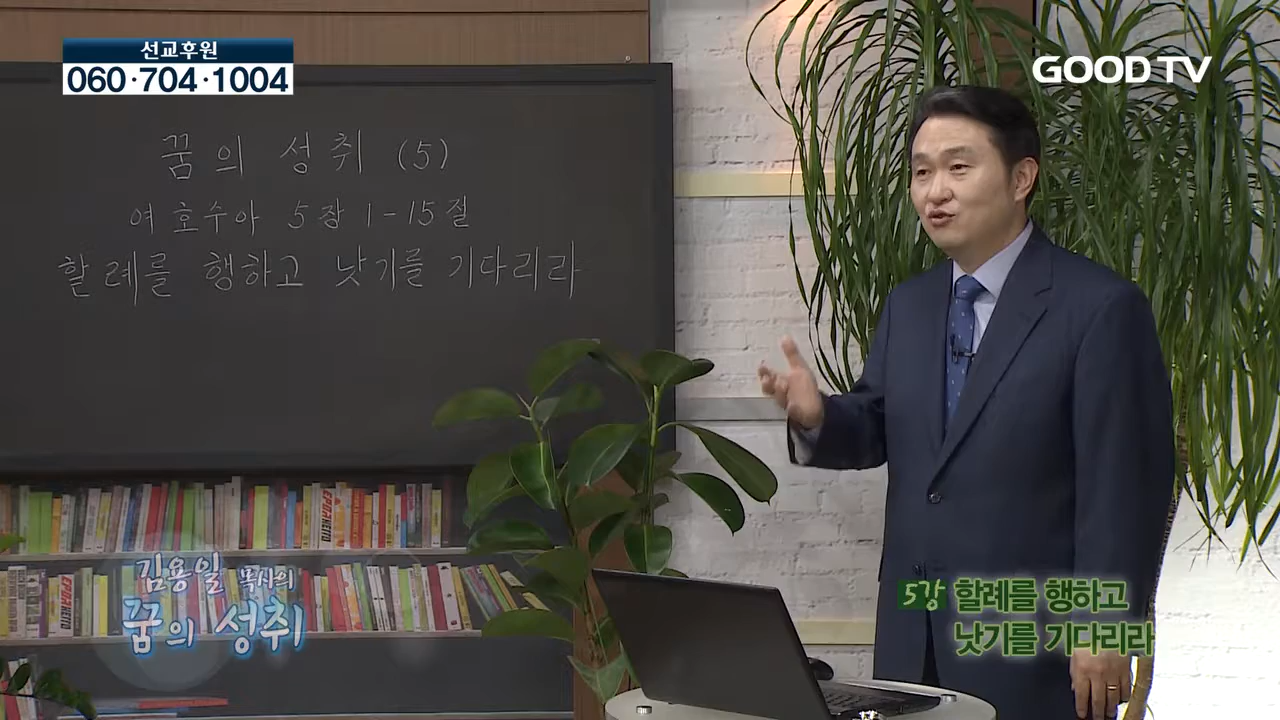 선교후원
060·704·1004
GOOD TV
꿈의 성취 (5)
여호수아 5장 1-15절
할례를 행하고 낫기를 기다리라
김용일 목사의
꿈의 성취
5강 할례를 행하고
낫기를 기다리라